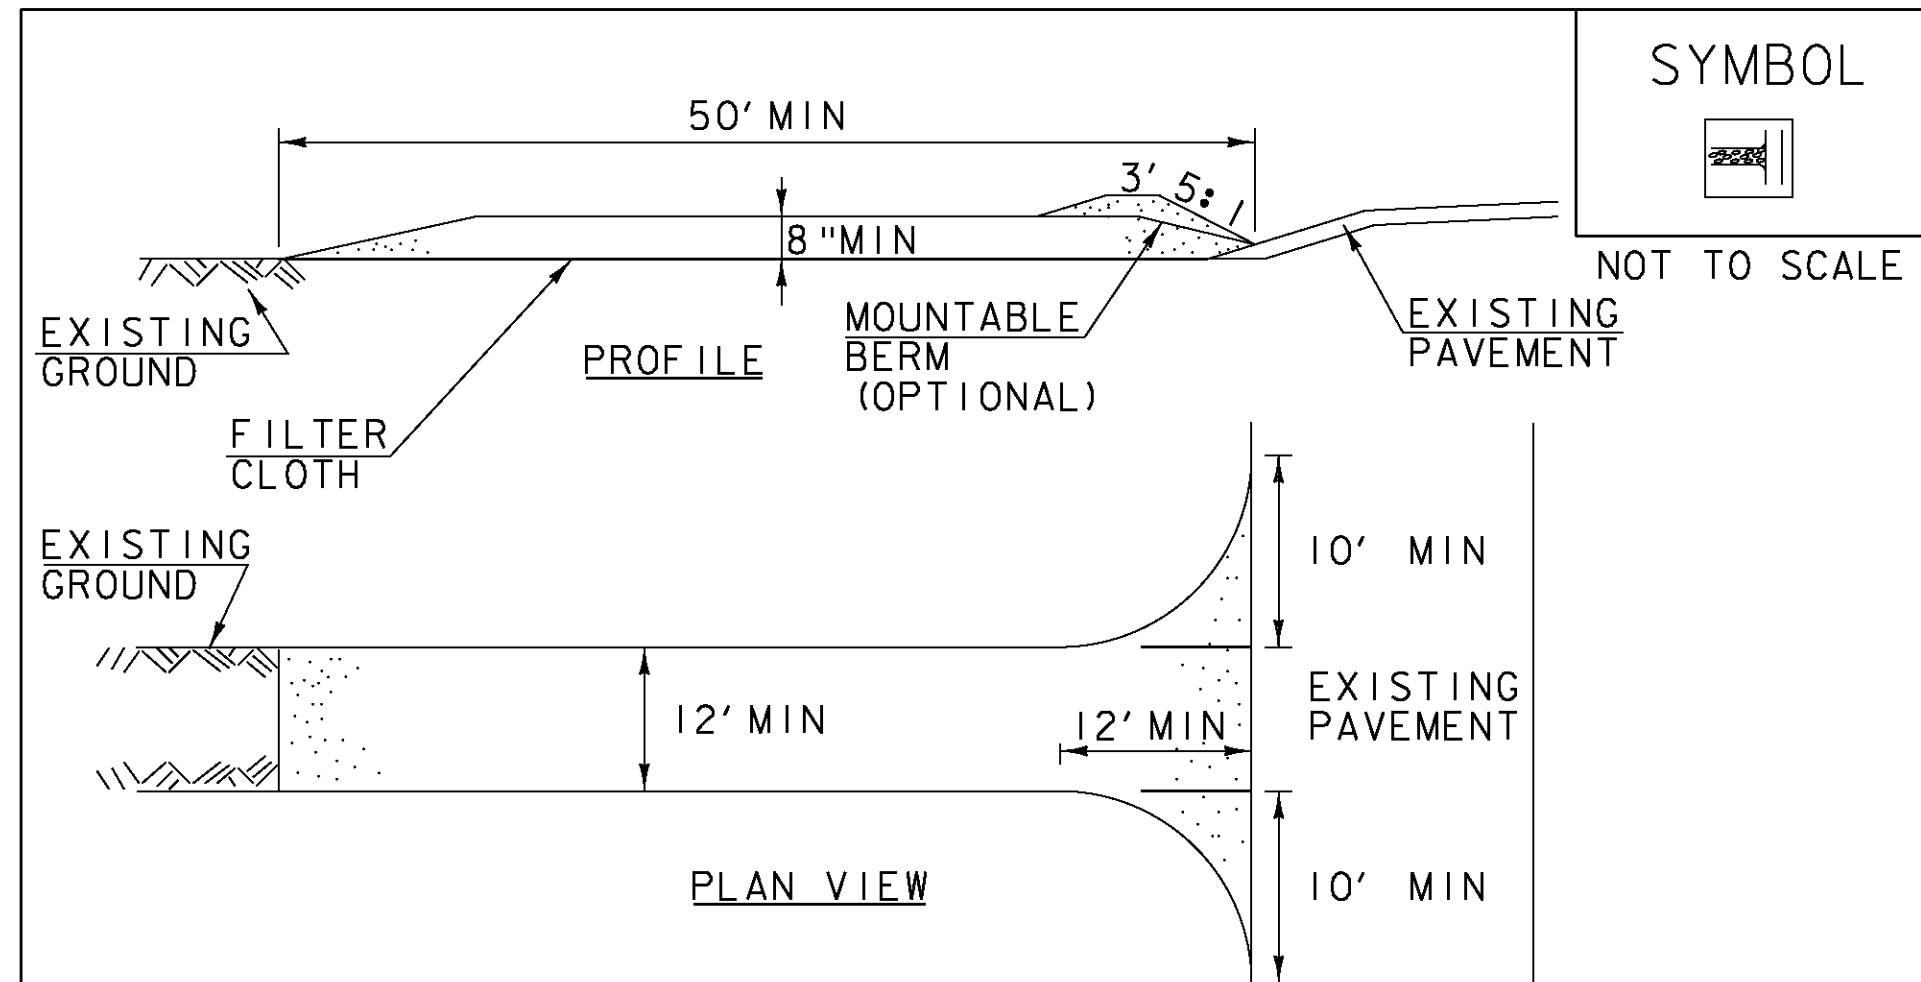 SYMBOL
50' MIN
3' 5:1
8" MIN
NOT TO SCALE
EXISTING
GROUND
PROFILE
MOUNTABLE
BERM
(OPTIONAL)
EXISTING
PAVEMENT
FILTER
CLOTH
EXISTING
GROUND
10' MIN
12' MIN
12' MIN
EXISTING
PAVEMENT
PLAN VIEW
10' MIN